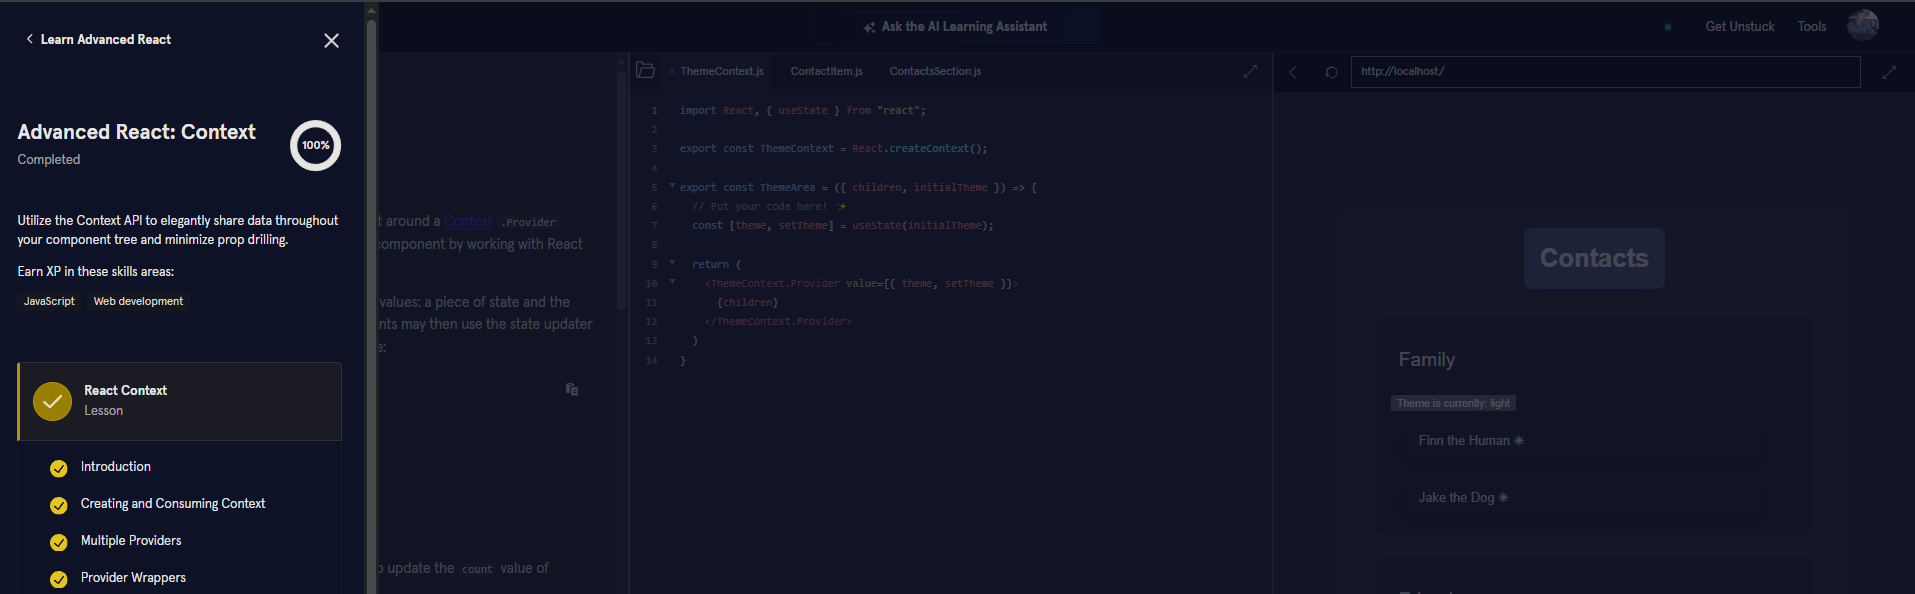 Learn Advanced React
Advanced React: Context
Completed
100%
Utilize the Context API to elegantly share data throughout
your component tree and minimize prop drilling.
Earn XP in these skills areas:
JavaScript
Web development
React Context
Lesson
Introduction
Creating and Consuming Context
Multiple Providers
Provider Wrappers
Ask the AI Learning Assistant
Get Unstuck
Tools
t around a Context .Provider
component by working with React
values: a piece of state and the
nts may then use the state updater
e:
o update the count value of
ThemeContext.js
ContactItem.js
ContactsSection.js
1 import React, { useState } from "react";
2
3 export const ThemeContext = React.createContext();
4
5 export const ThemeArea = ({ children, initialTheme }) => {
6 // Put your code here! ✨
7 const [theme, setTheme] = useState(initialTheme);
8
9 return (
10 <ThemeContext.Provider value={{ theme, setTheme }}>
11 {children}
12 </ThemeContext.Provider>
13 )
14 }
http://localhost/
Contacts
Family
Theme is currently: light
Finn the Human ☀
Jake the Dog ☀